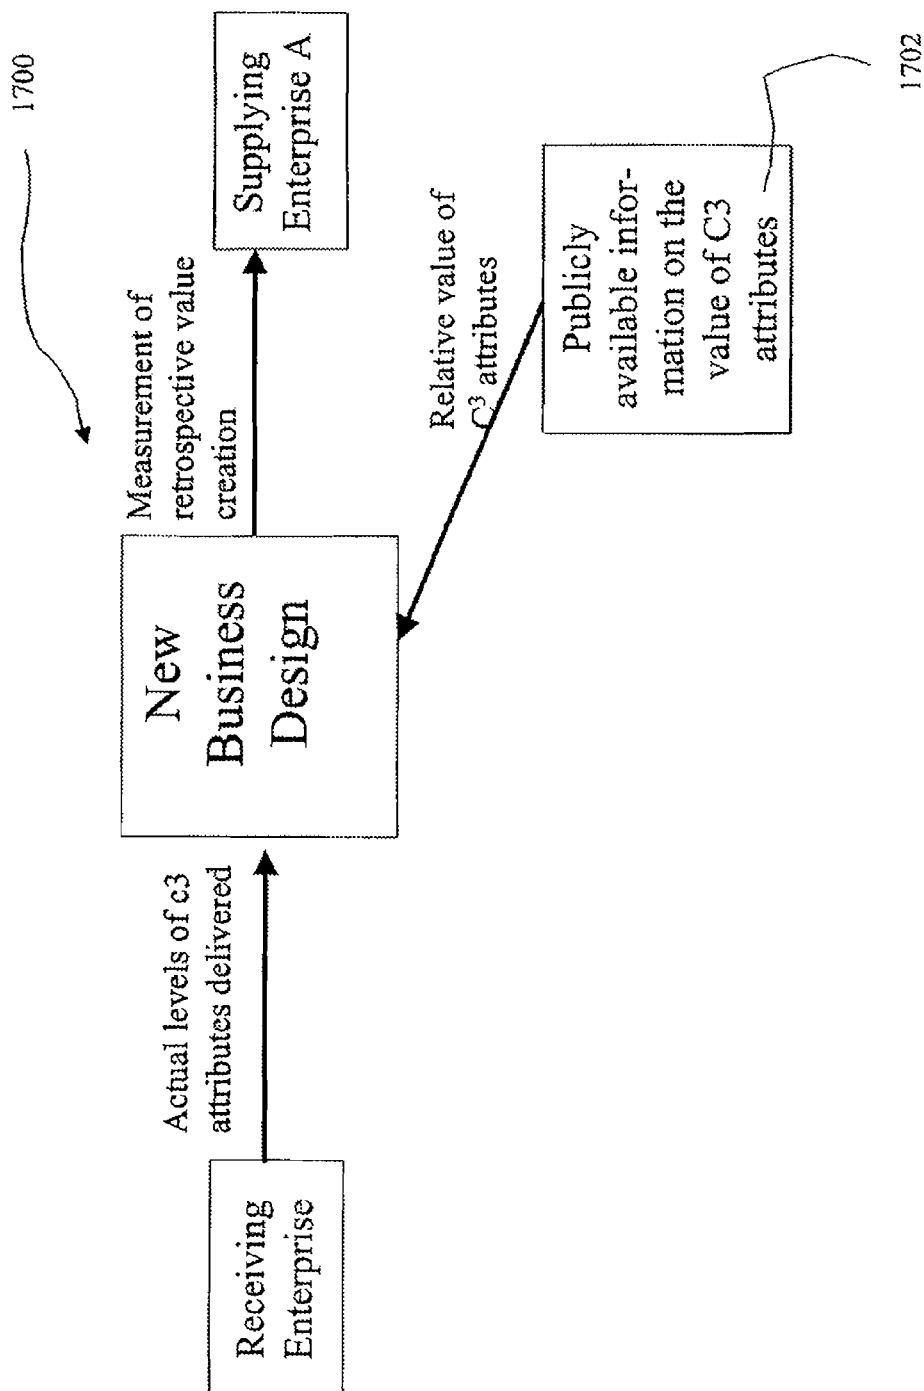 1700
Receiving
Enterprise
Actual levels of c3
attributes delivered
New
Business
Design
Measurement of
retrospective value
creation
Supplying
Enterprise A
Relative value of
C³ attributes
Publicly
available infor-
mation on the
value of C3
attributes
1702